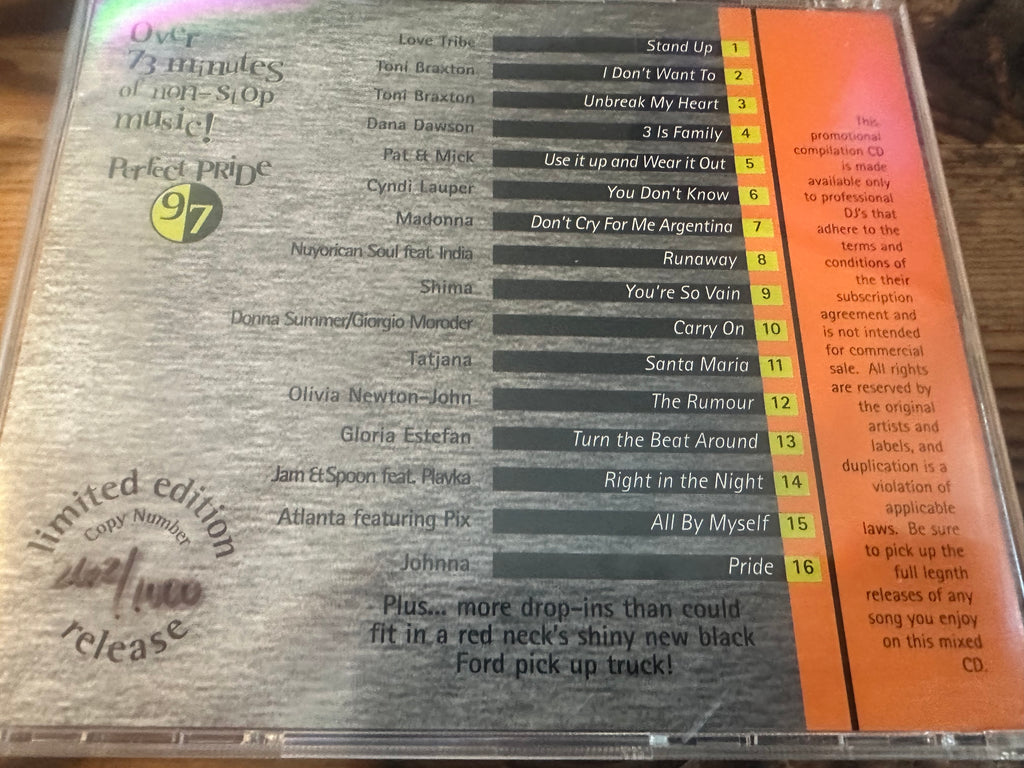 Over
73 minutes
of non-stop
music!
Perfect PRiDe
97
Love Tribe Stand Up 1
Toni Braxton I Don't Want To 2
Toni Braxton Unbreak My Heart 3
Dana Dawson 3 Is Family 4
Pat & Mick Use it up and Wear it Out 5
Cyndi Lauper You Don't Know 6
Madonna Don't Cry For Me Argentina 7
Nuyorican Soul feat. India Runaway 8
Shima You're So Vain 9
Donna Summer/Giorgio Moroder Carry On 10
Tatjana Santa Maria 11
Olivia Newton-John The Rumour 12
Gloria Estefan Turn the Beat Around 13
Jam & Spoon feat. Plavka Right in the Night 14
Atlanta featuring Pix All By Myself 15
Johnna Pride 16
Plus... more drop-ins than could
fit in a red neck's shiny new black
Ford pick up truck!
limited edition
Copy Number
/1000
release
This
promotional
compilation CD
is made
available only
to professional
DJ's that
adhere to the
terms and
conditions of
the their
subscription
agreement and
is not intended
for commercial
sale. All rights
are reserved by
the original
artists and
labels, and
duplication is a
violation of
applicable
laws. Be sure
to pick up the
full legnth
releases of any
song you enjoy
on this mixed
CD.